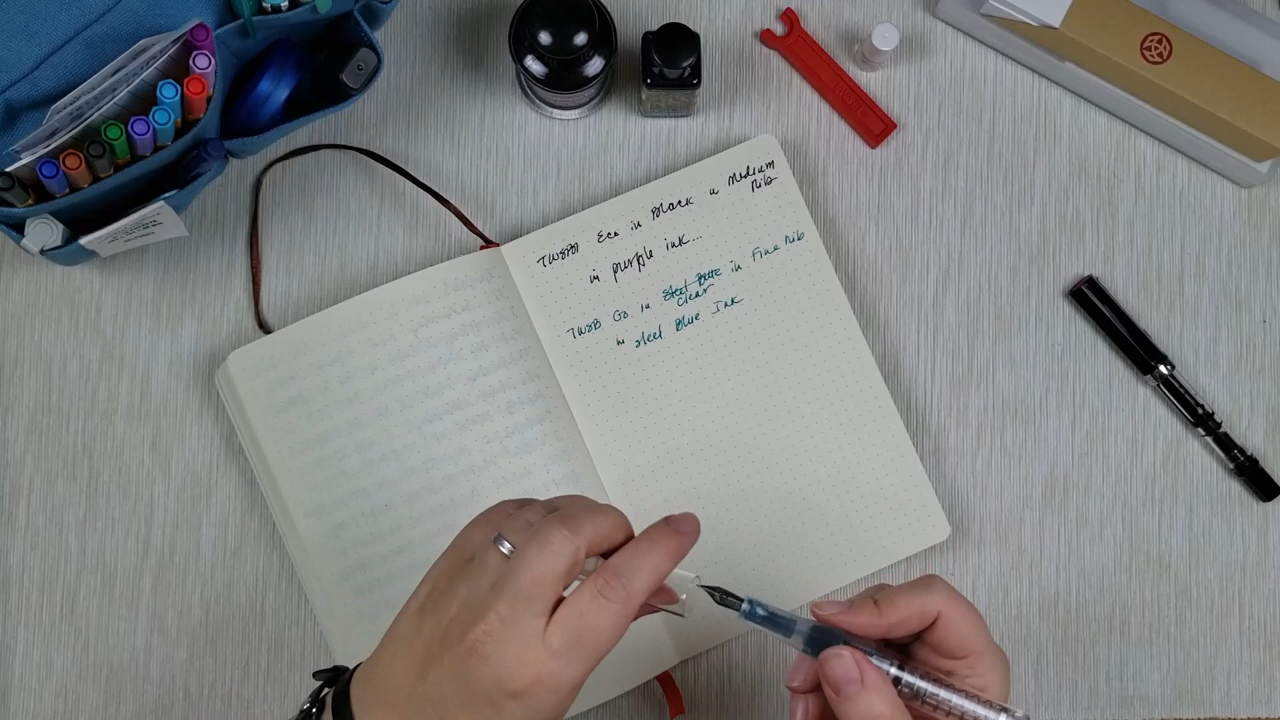 TWSBI Eco in Black a medium
nib
in purple ink...
TWSBI Go in Steel Blue in Fine Nib
clear
in steel Blue Ink
TWSBI